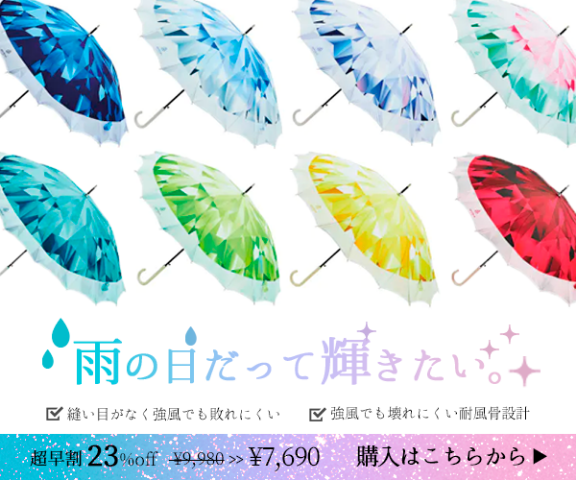 雨の日だって輝きたい。
縫い目がなく強風でも敗れにくい 強風でも壊れにくい耐風骨設計
超早割 23%off ¥9,980 >> ¥7,690 購入はこちらから▶